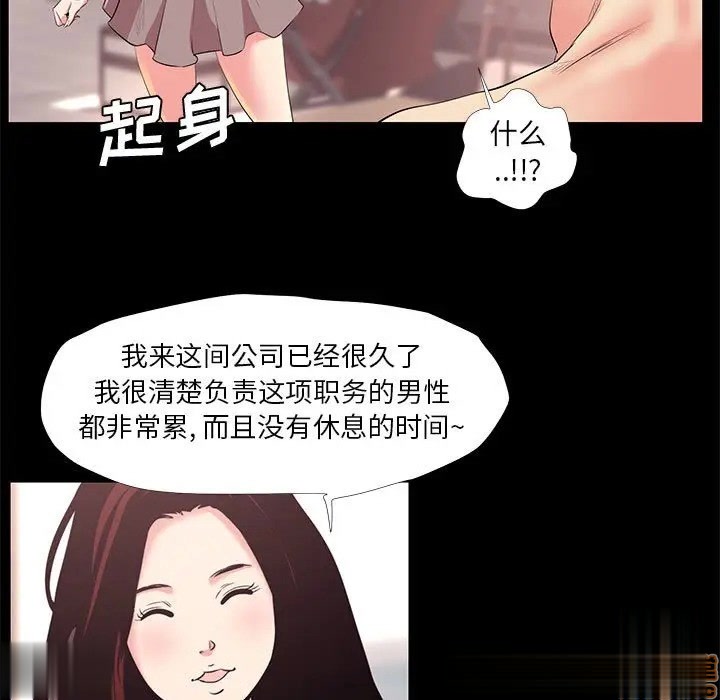 起身
什么
..!!?
我来这间公司已经很久了
我很清楚负责这项职务的男性
都非常累，而且没有休息的时间~